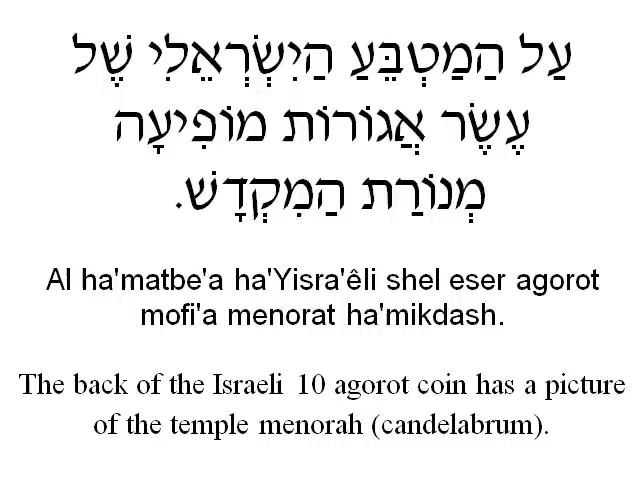 עַל הַמַטְבֵּעַ הַיִשְׂרְאֵלִי שֶׁל
עֶשֶׂר אֲגוֹרוֹת מוֹפִיעָה
מְנוֹרַת הַמִקְדָשׁ.
Al ha'matbe'a ha'Yisra'êli shel eser agorot
mofi'a menorat ha'mikdash.
The back of the Israeli 10 agorot coin has a picture
of the temple menorah (candelabrum).